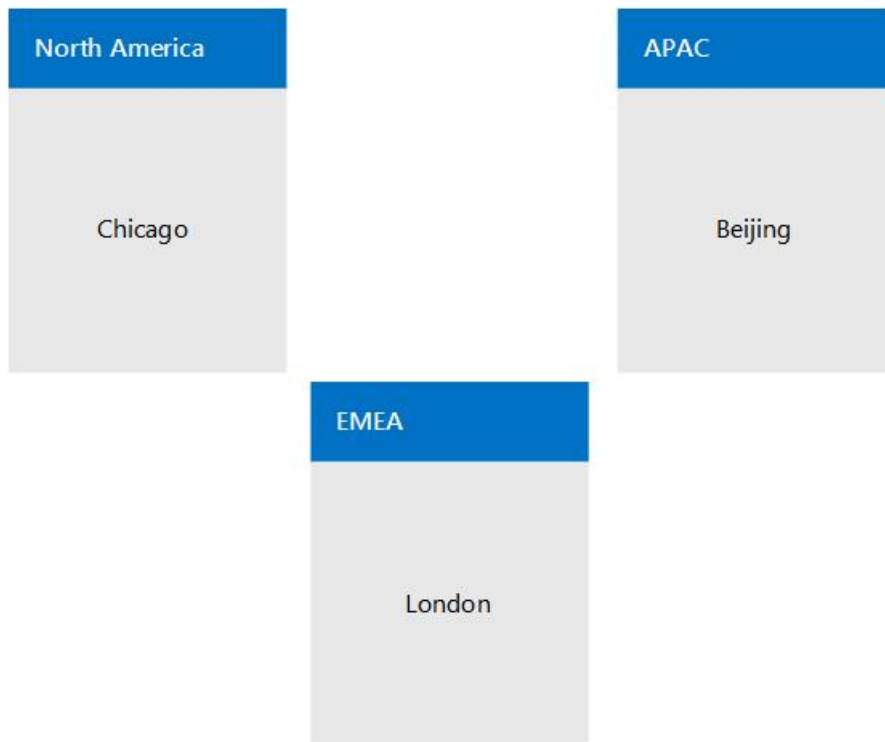 North America
Chicago
APAC
Beijing
EMEA
London